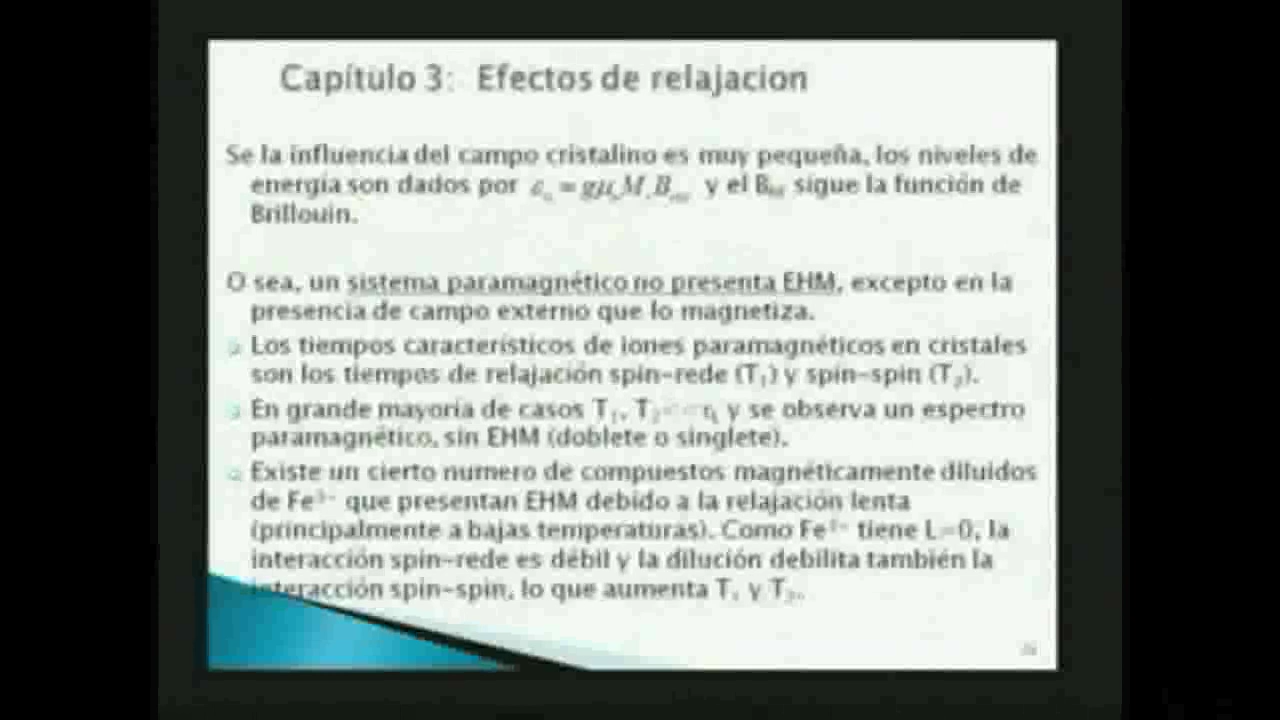 Capítulo 3: Efectos de relajacion
Se la influencia del campo cristalino es muy pequeña, los niveles de
energía son dados por y el B sigue la función de
Brillouin.
O sea, un sistema paramagnético no presenta EHM, excepto en la
presencia de campo externo que lo magnetiza.
Los tiempos característicos de iones paramagnéticos en cristales
son los tiempos de relajación spin-rede (T₁) y spin-spin (T₂).
En grande mayoría de casos T₁, T₂ y se observa un espectro
paramagnético, sin EHM (doblete o singlete).
Existe un cierto numero de compuestos magnéticamente diluidos
de Fe³⁺ que presentan EHM debido a la relajación lenta
(principalmente a bajas temperaturas). Como Fe³⁺ tiene L=0, la
interacción spin-rede es débil y la dilución debilita también la
interacción spin-spin, lo que aumenta T₁ y T₂.